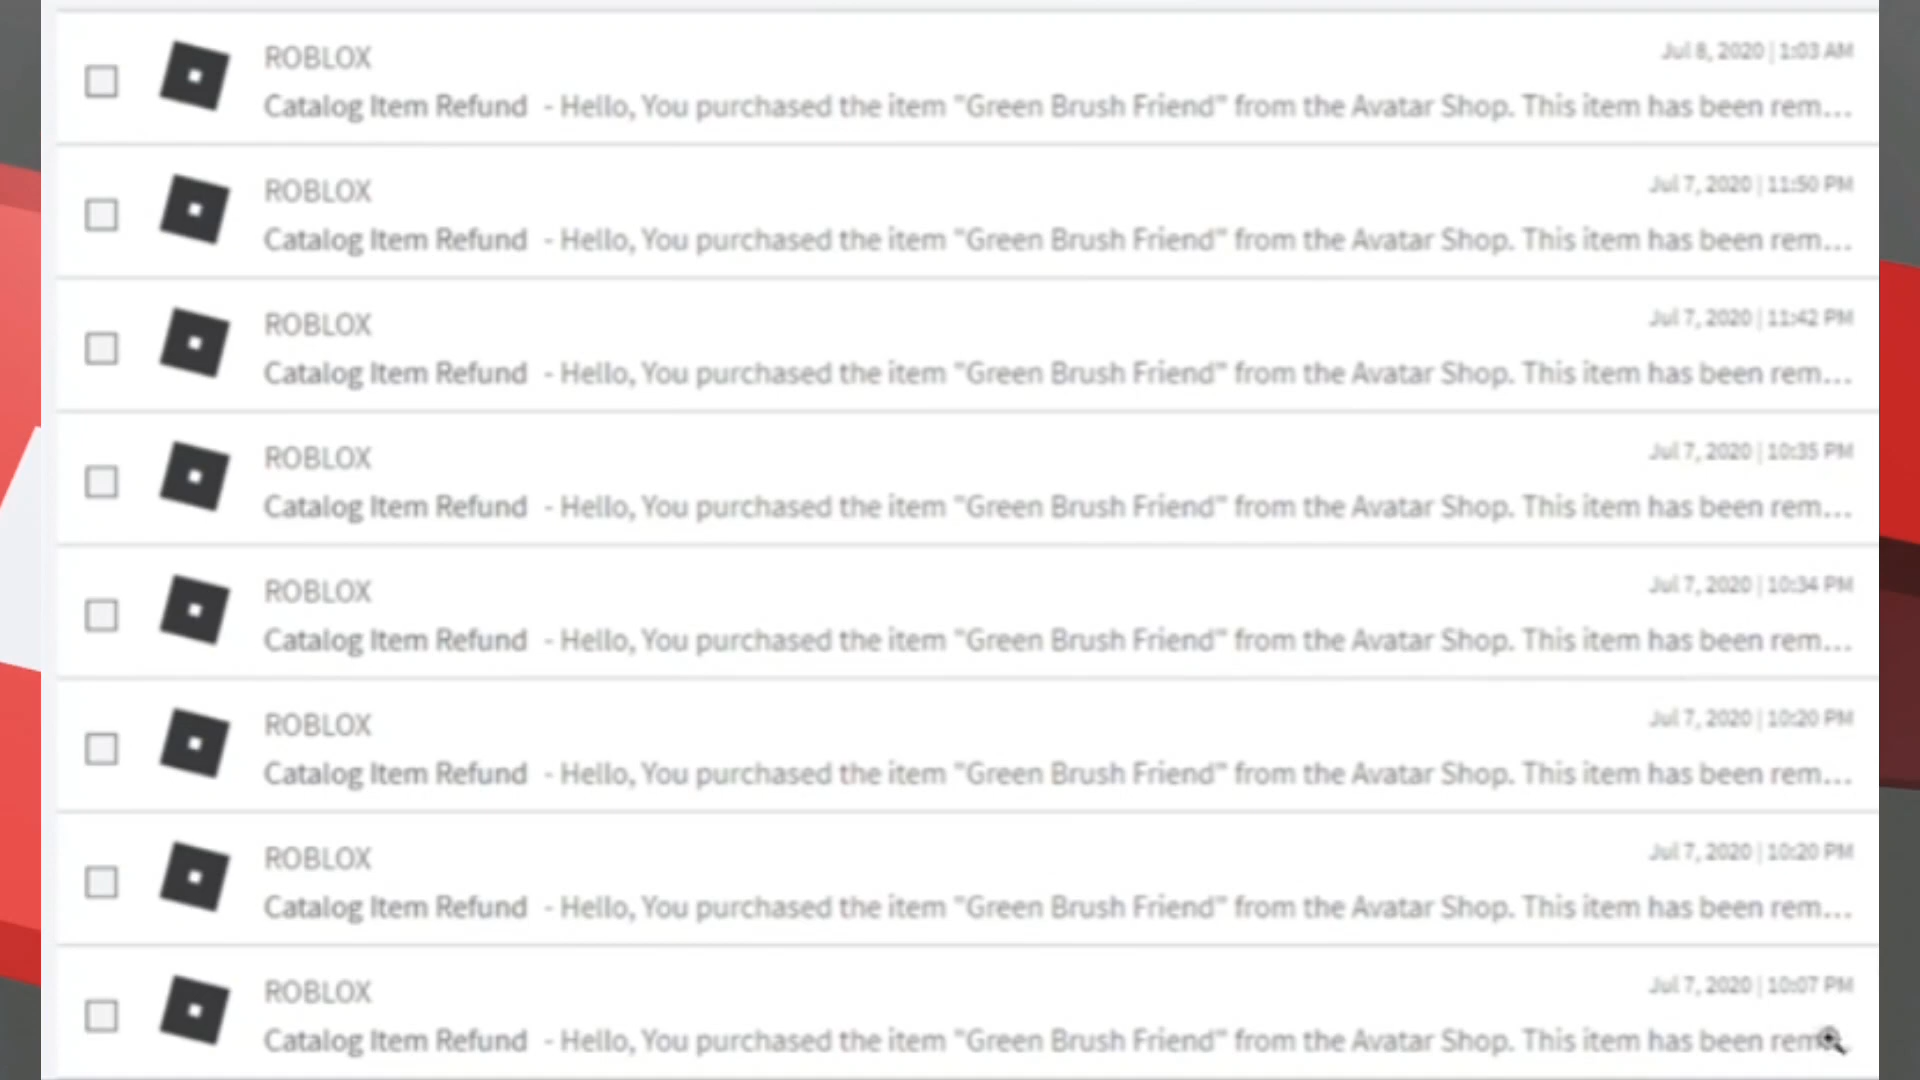 ROBLOX
Jul 8, 2020 | 1:03 AM
Catalog Item Refund - Hello, You purchased the item "Green Brush Friend" from the Avatar Shop. This item has been rem...
ROBLOX
Jul 7, 2020 | 11:50 PM
Catalog Item Refund - Hello, You purchased the item "Green Brush Friend" from the Avatar Shop. This item has been rem...
ROBLOX
Jul 7, 2020 | 11:42 PM
Catalog Item Refund - Hello, You purchased the item "Green Brush Friend" from the Avatar Shop. This item has been rem...
ROBLOX
Jul 7, 2020 | 10:35 PM
Catalog Item Refund - Hello, You purchased the item "Green Brush Friend" from the Avatar Shop. This item has been rem...
ROBLOX
Jul 7, 2020 | 10:34 PM
Catalog Item Refund - Hello, You purchased the item "Green Brush Friend" from the Avatar Shop. This item has been rem...
ROBLOX
Jul 7, 2020 | 10:20 PM
Catalog Item Refund - Hello, You purchased the item "Green Brush Friend" from the Avatar Shop. This item has been rem...
ROBLOX
Jul 7, 2020 | 10:20 PM
Catalog Item Refund - Hello, You purchased the item "Green Brush Friend" from the Avatar Shop. This item has been rem...
ROBLOX
Jul 7, 2020 | 10:07 PM
Catalog Item Refund - Hello, You purchased the item "Green Brush Friend" from the Avatar Shop. This item has been rem